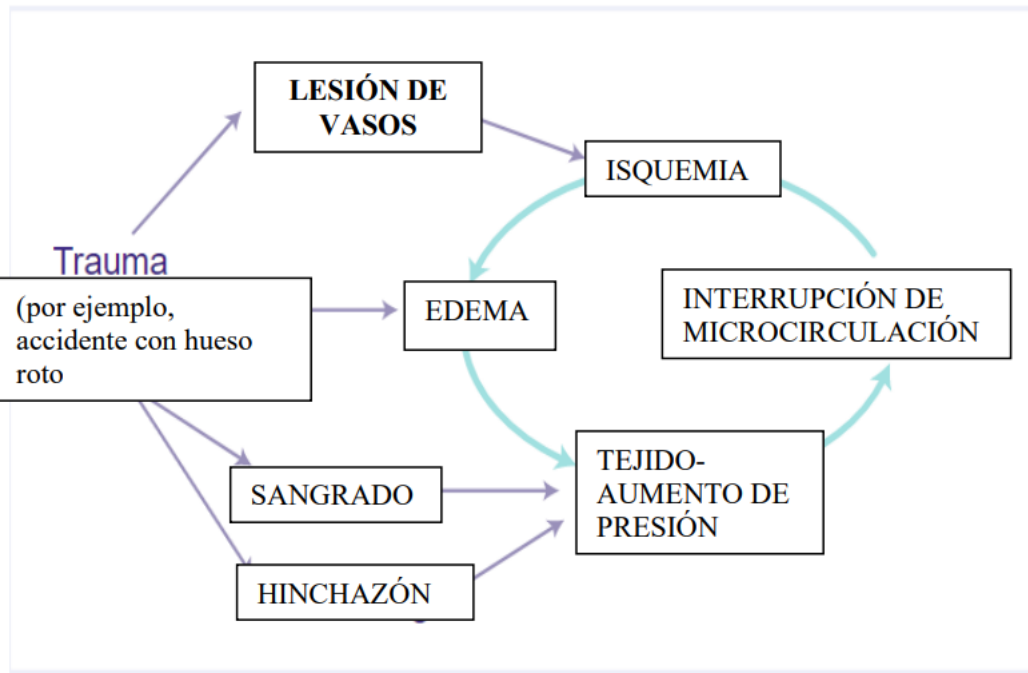 LESIÓN DE
VASOS
ISQUEMIA
Trauma
(por ejemplo,
accidente con hueso
roto
EDEMA
INTERRUPCIÓN DE
MICROCIRCULACIÓN
TEJIDO-
AUMENTO DE
PRESIÓN
SANGRADO
HINCHAZÓN